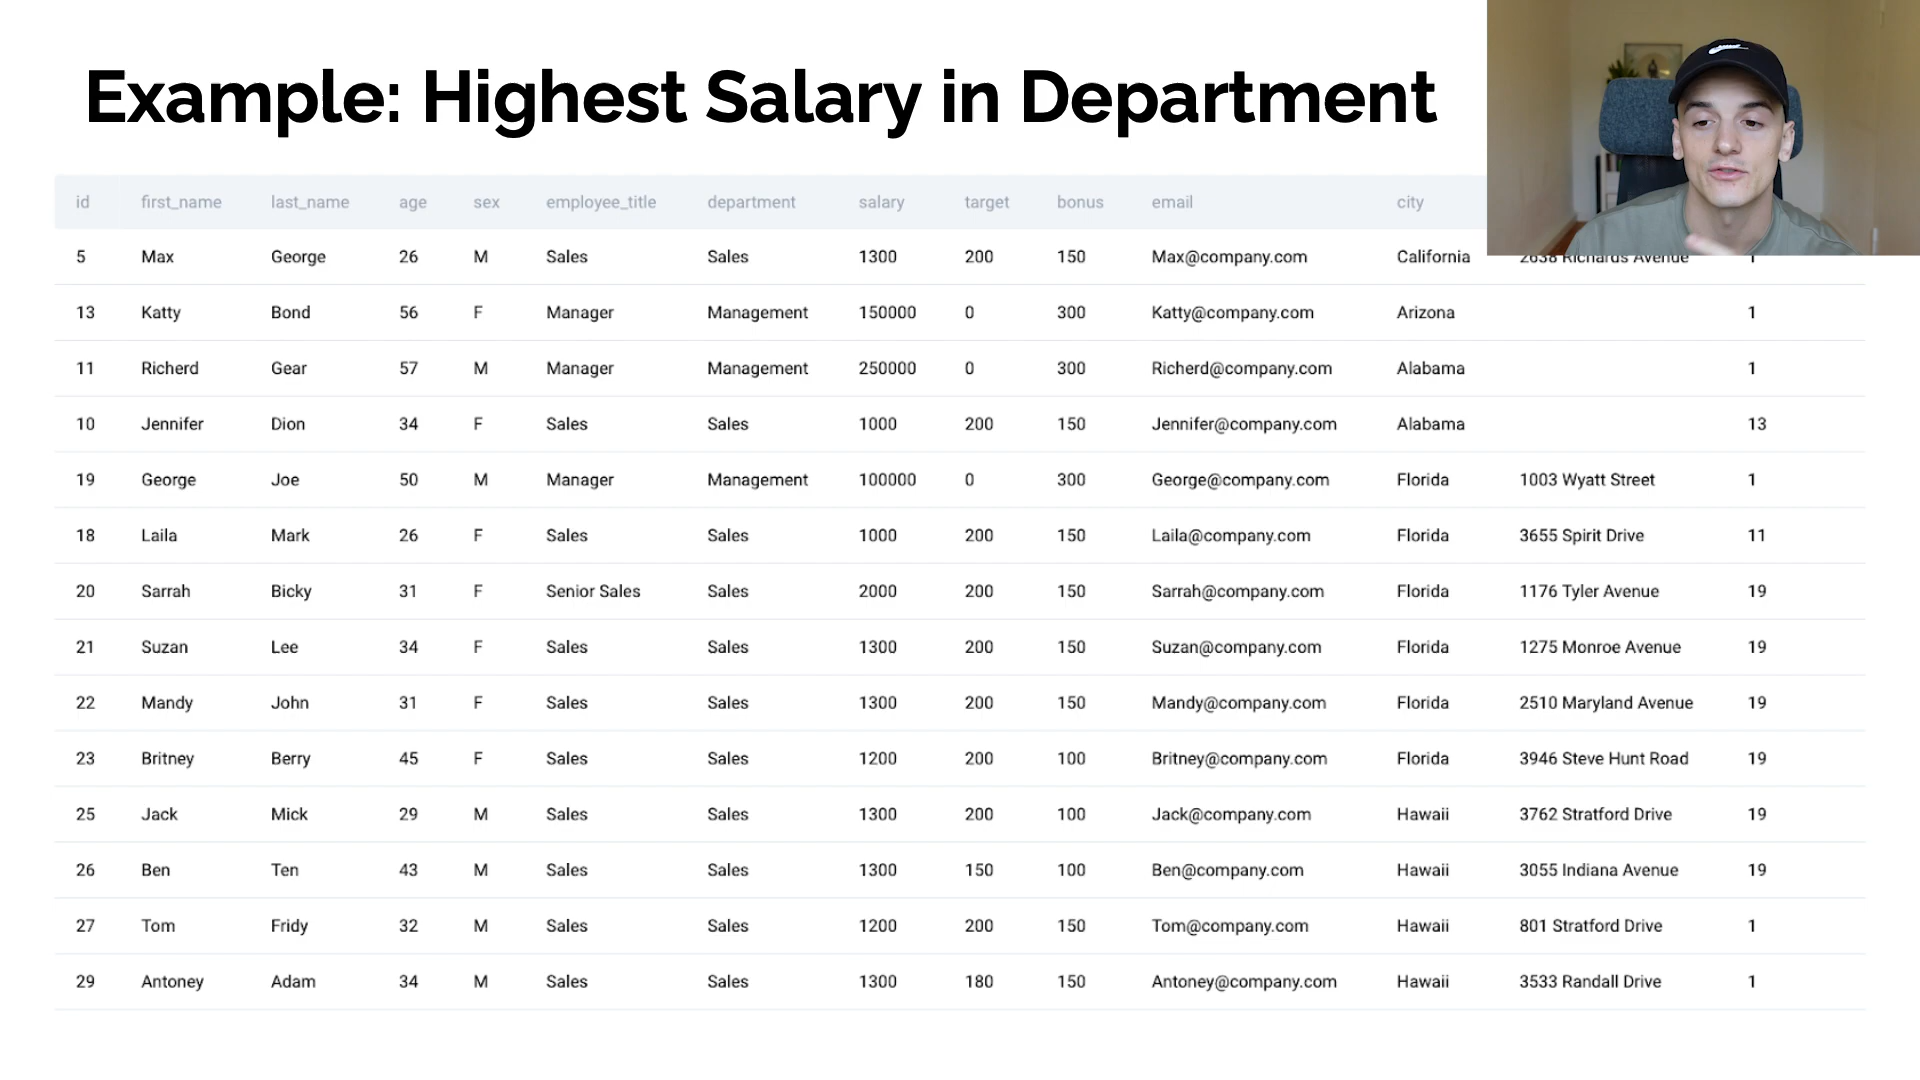 Example: Highest Salary in Department
id first_name last_name age sex employee_title department salary target bonus email city
5 Max George 26 M Sales Sales 1300 200 150 Max@company.com California 2638 Richards Avenue 1
13 Katty Bond 56 F Manager Management 150000 0 300 Katty@company.com Arizona 1
11 Richerd Gear 57 M Manager Management 250000 0 300 Richerd@company.com Alabama 1
10 Jennifer Dion 34 F Sales Sales 1000 200 150 Jennifer@company.com Alabama 13
19 George Joe 50 M Manager Management 100000 0 300 George@company.com Florida 1003 Wyatt Street 1
18 Laila Mark 26 F Sales Sales 1000 200 150 Laila@company.com Florida 3655 Spirit Drive 11
20 Sarrah Bicky 31 F Senior Sales Sales 2000 200 150 Sarrah@company.com Florida 1176 Tyler Avenue 19
21 Suzan Lee 34 F Sales Sales 1300 200 150 Suzan@company.com Florida 1275 Monroe Avenue 19
22 Mandy John 31 F Sales Sales 1300 200 150 Mandy@company.com Florida 2510 Maryland Avenue 19
23 Britney Berry 45 F Sales Sales 1200 200 100 Britney@company.com Florida 3946 Steve Hunt Road 19
25 Jack Mick 29 M Sales Sales 1300 200 100 Jack@company.com Hawaii 3762 Stratford Drive 19
26 Ben Ten 43 M Sales Sales 1300 150 100 Ben@company.com Hawaii 3055 Indiana Avenue 19
27 Tom Fridy 32 M Sales Sales 1200 200 150 Tom@company.com Hawaii 801 Stratford Drive 1
29 Antoney Adam 34 M Sales Sales 1300 180 150 Antoney@company.com Hawaii 3533 Randall Drive 1